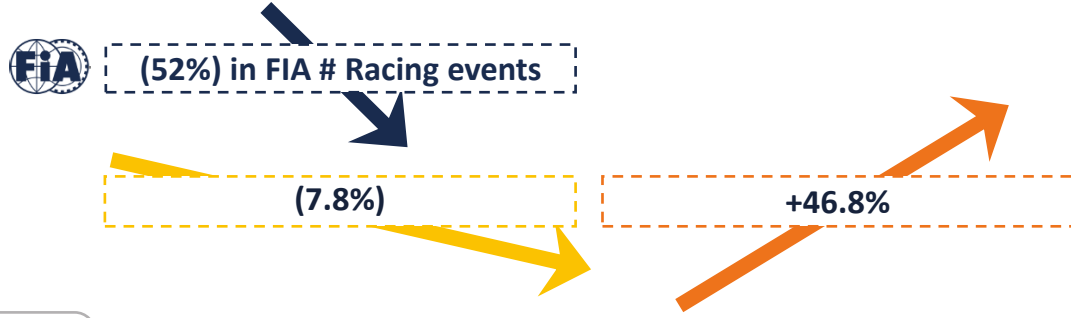 FiA
(52%) in FIA # Racing events
(7.8%)
+46.8%